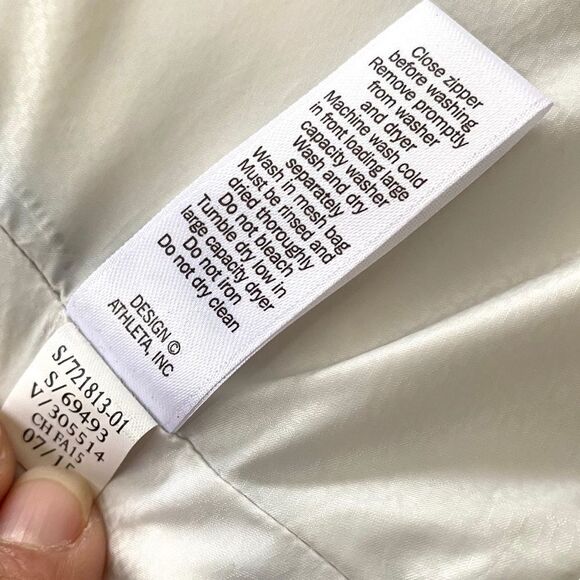 Close zipper
before washing
Remove promptly
from washer
and dryer
Machine wash cold
in front loading large
capacity washer
Wash and dry
separately
Wash in mesh bag
Must be rinsed and
dried thoroughly
Do not bleach
Tumble dry low in
large capacity dryer
Do not iron
Do not dry clean
DESIGN ©
ATHLETA, INC
S/721813-01
S/69493
V/305514
CH FA15
07/15